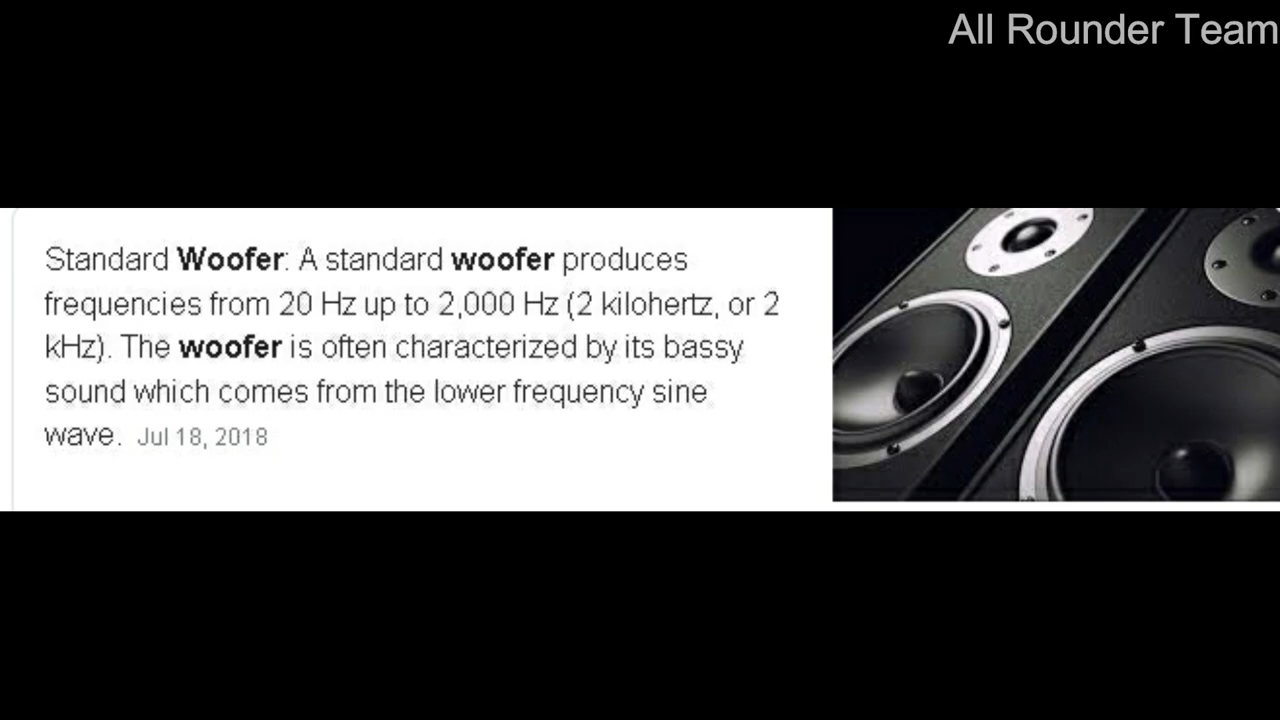 All Rounder Team
Standard Woofer: A standard woofer produces
frequencies from 20 Hz up to 2,000 Hz (2 kilohertz, or 2
kHz). The woofer is often characterized by its bassy
sound which comes from the lower frequency sine
wave. Jul 18, 2018